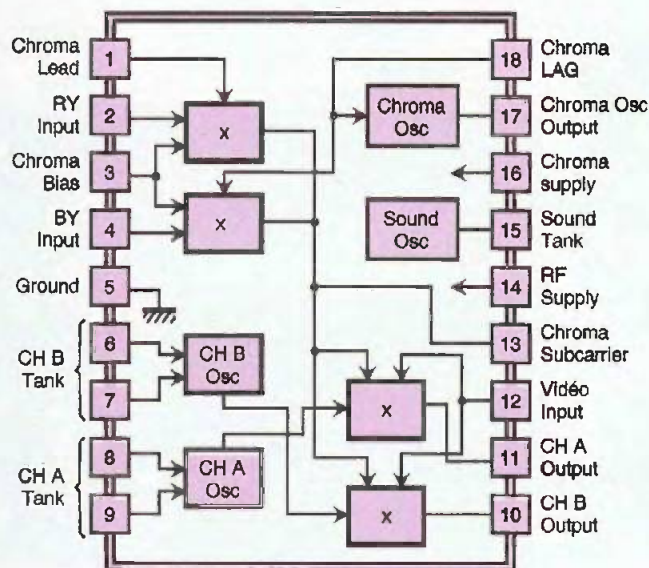 Chroma
Lead
1
RY
Input
2
Chroma
Bias
3
BY
Input
4
Ground
5
CH B
Tank
6
7
CH A
Tank
8
9
x
x
Chroma
Osc
Sound
Osc
CH B
Osc
CH A
Osc
x
x
18
Chroma
LAG
17
Chroma Osc
Output
16
Chroma
supply
15
Sound
Tank
14
RF
Supply
13
Chroma
Subcarrier
12
Vidéo
Input
11
CH A
Output
10
CH B
Output